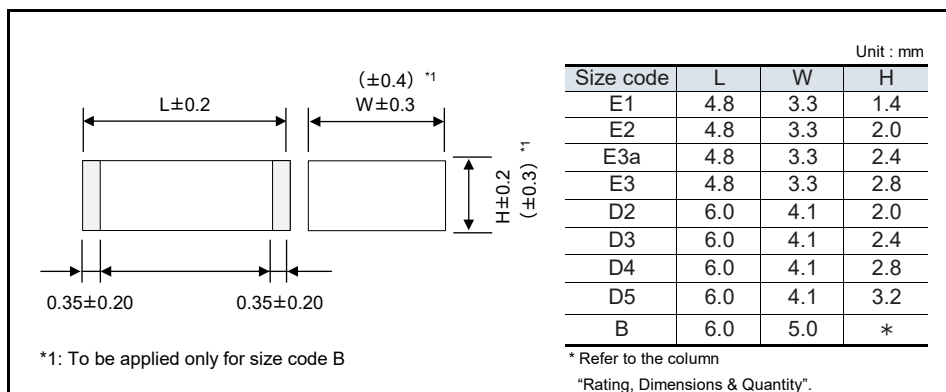 (±0.4) *1
L±0.2
W±0.3
H±0.2
(±0.3) *1
0.35±0.20
0.35±0.20
*1: To be applied only for size code B
Unit : mm
Size code L W H
E1 4.8 3.3 1.4
E2 4.8 3.3 2.0
E3a 4.8 3.3 2.4
E3 4.8 3.3 2.8
D2 6.0 4.1 2.0
D3 6.0 4.1 2.4
D4 6.0 4.1 2.8
D5 6.0 4.1 3.2
B 6.0 5.0 ＊
* Refer to the column
“Rating, Dimensions & Quantity”.